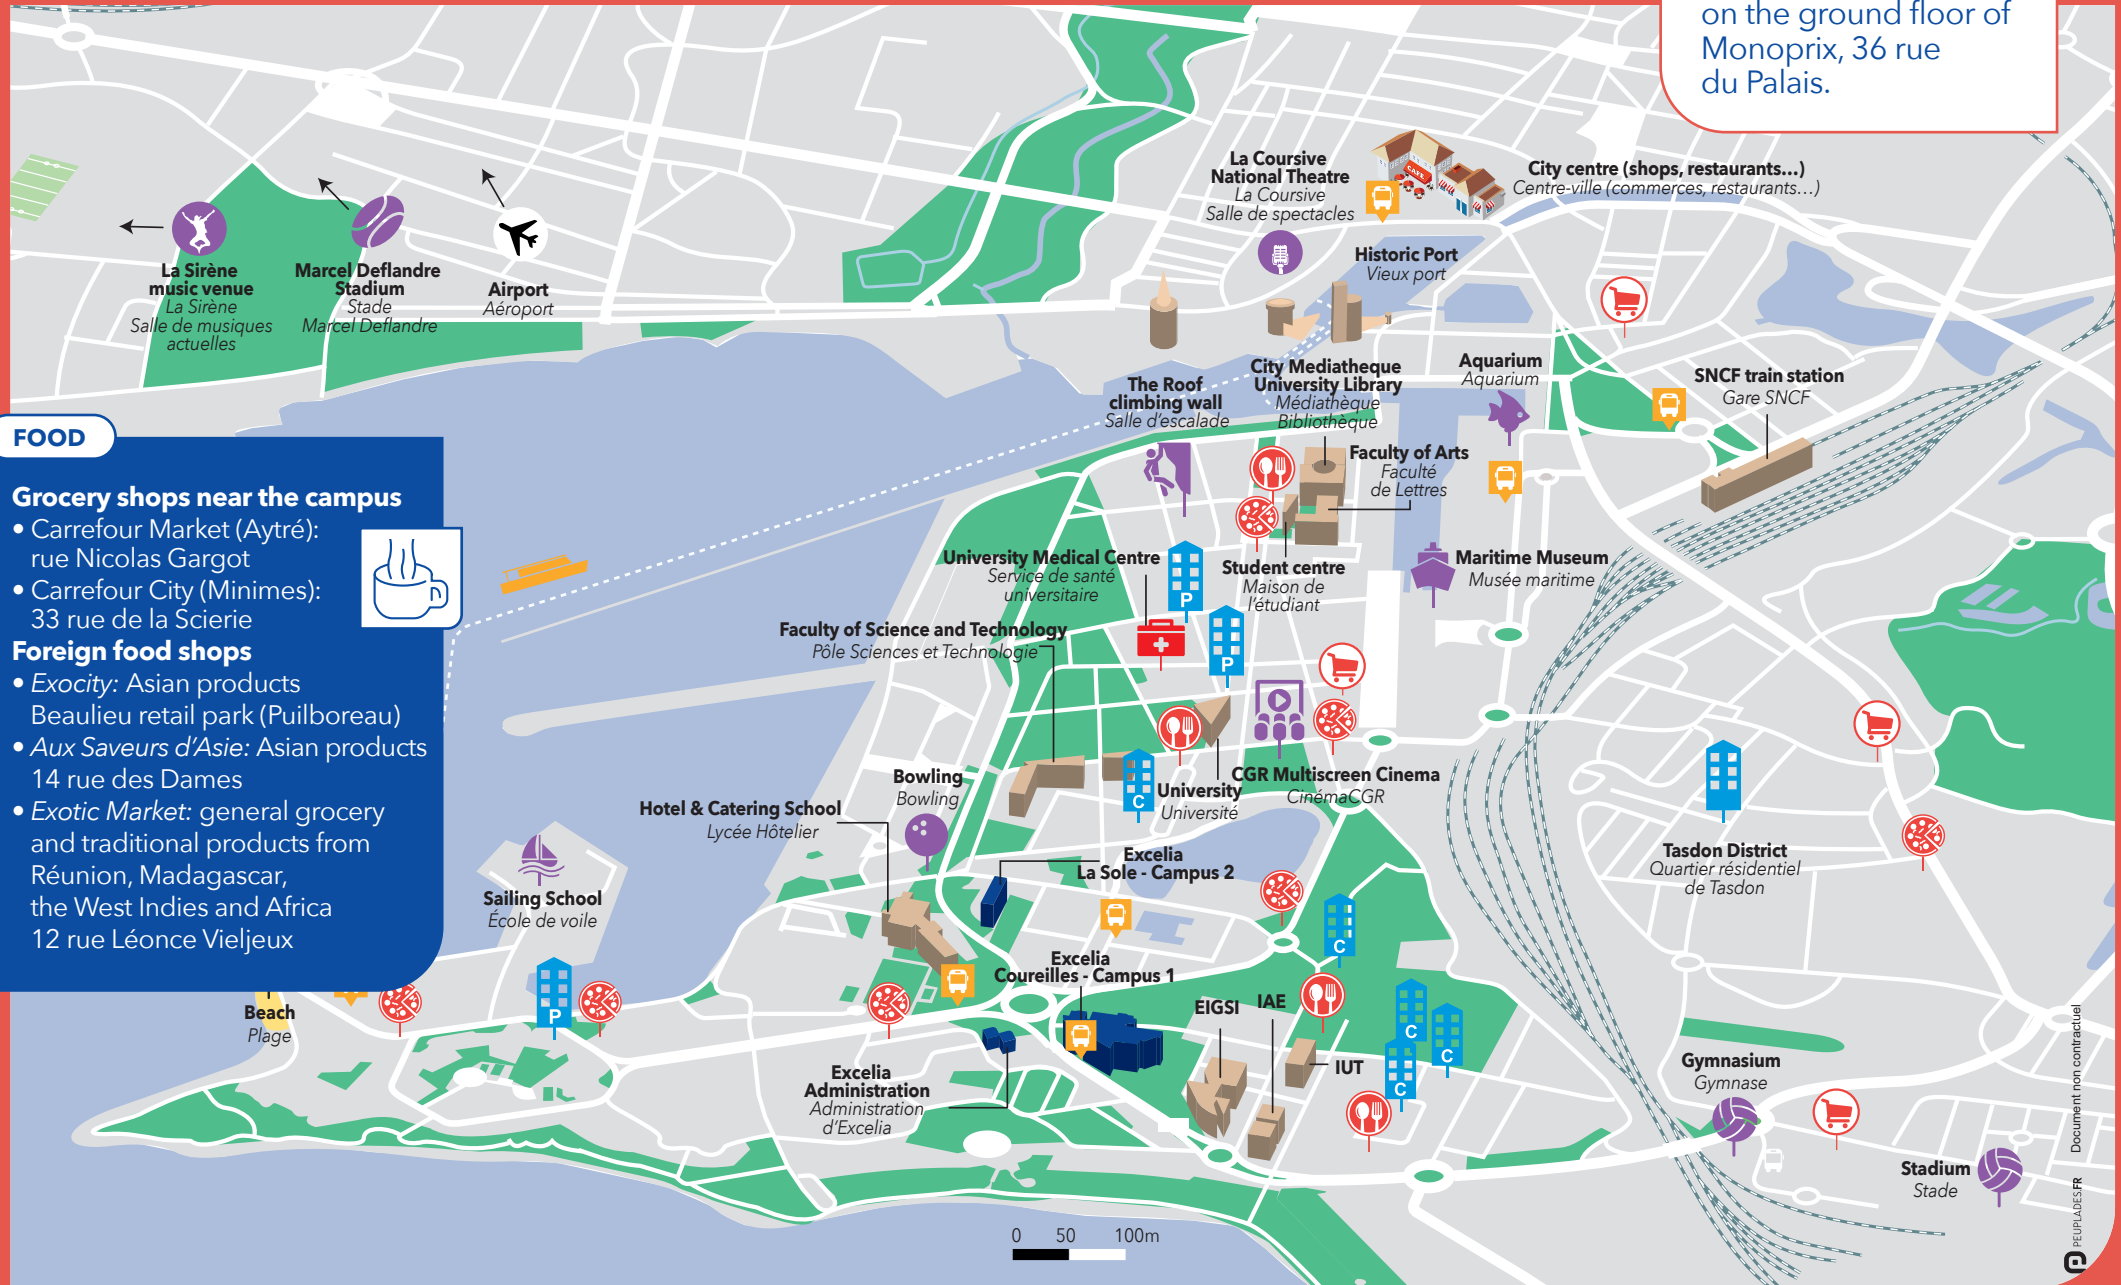 on the ground floor of
Monoprix, 36 rue
du Palais.
La Coursive
National Theatre
La Coursive
Salle de spectacles
CAFE
City centre (shops, restaurants...)
Centre-ville (commerces, restaurants…)
Historic Port
Vieux port
La Sirène
music venue
La Sirène
Salle de musiques
actuelles
Marcel Deflandre
Stadium
Stade
Marcel Deflandre
Airport
Aéroport
The Roof
climbing wall
Salle d'escalade
City Mediatheque
University Library
Médiathèque
Bibliothèque
Aquarium
Aquarium
SNCF train station
Gare SNCF
Faculty of Arts
Faculté
de Lettres
FOOD
Grocery shops near the campus
• Carrefour Market (Aytré):
rue Nicolas Gargot
• Carrefour City (Minimes):
33 rue de la Scierie
Foreign food shops
• Exocity: Asian products
Beaulieu retail park (Puilboreau)
• Aux Saveurs d'Asie: Asian products
14 rue des Dames
• Exotic Market: general grocery
and traditional products from
Réunion, Madagascar,
the West Indies and Africa
12 rue Léonce Vieljeux
University Medical Centre
Service de santé
universitaire
P
Student centre
Maison de
l'étudiant
Maritime Museum
Musée maritime
Faculty of Science and Technology
Pôle Sciences et Technologie
P
Bowling
Bowling
C
University
Université
CGR Multiscreen Cinema
CinémaCGR
Hotel & Catering School
Lycée Hôtelier
Excelia
La Sole - Campus 2
Tasdon District
Quartier résidentiel
de Tasdon
Sailing School
École de voile
C
Excelia
Coureilles - Campus 1
EIGSI
IAE
P
Beach
Plage
C
C
C
IUT
Excelia
Administration
Administration
d'Excelia
Gymnasium
Gymnase
Stadium
Stade
0 50 100m
PEUPLADES.FR Document non contractuel